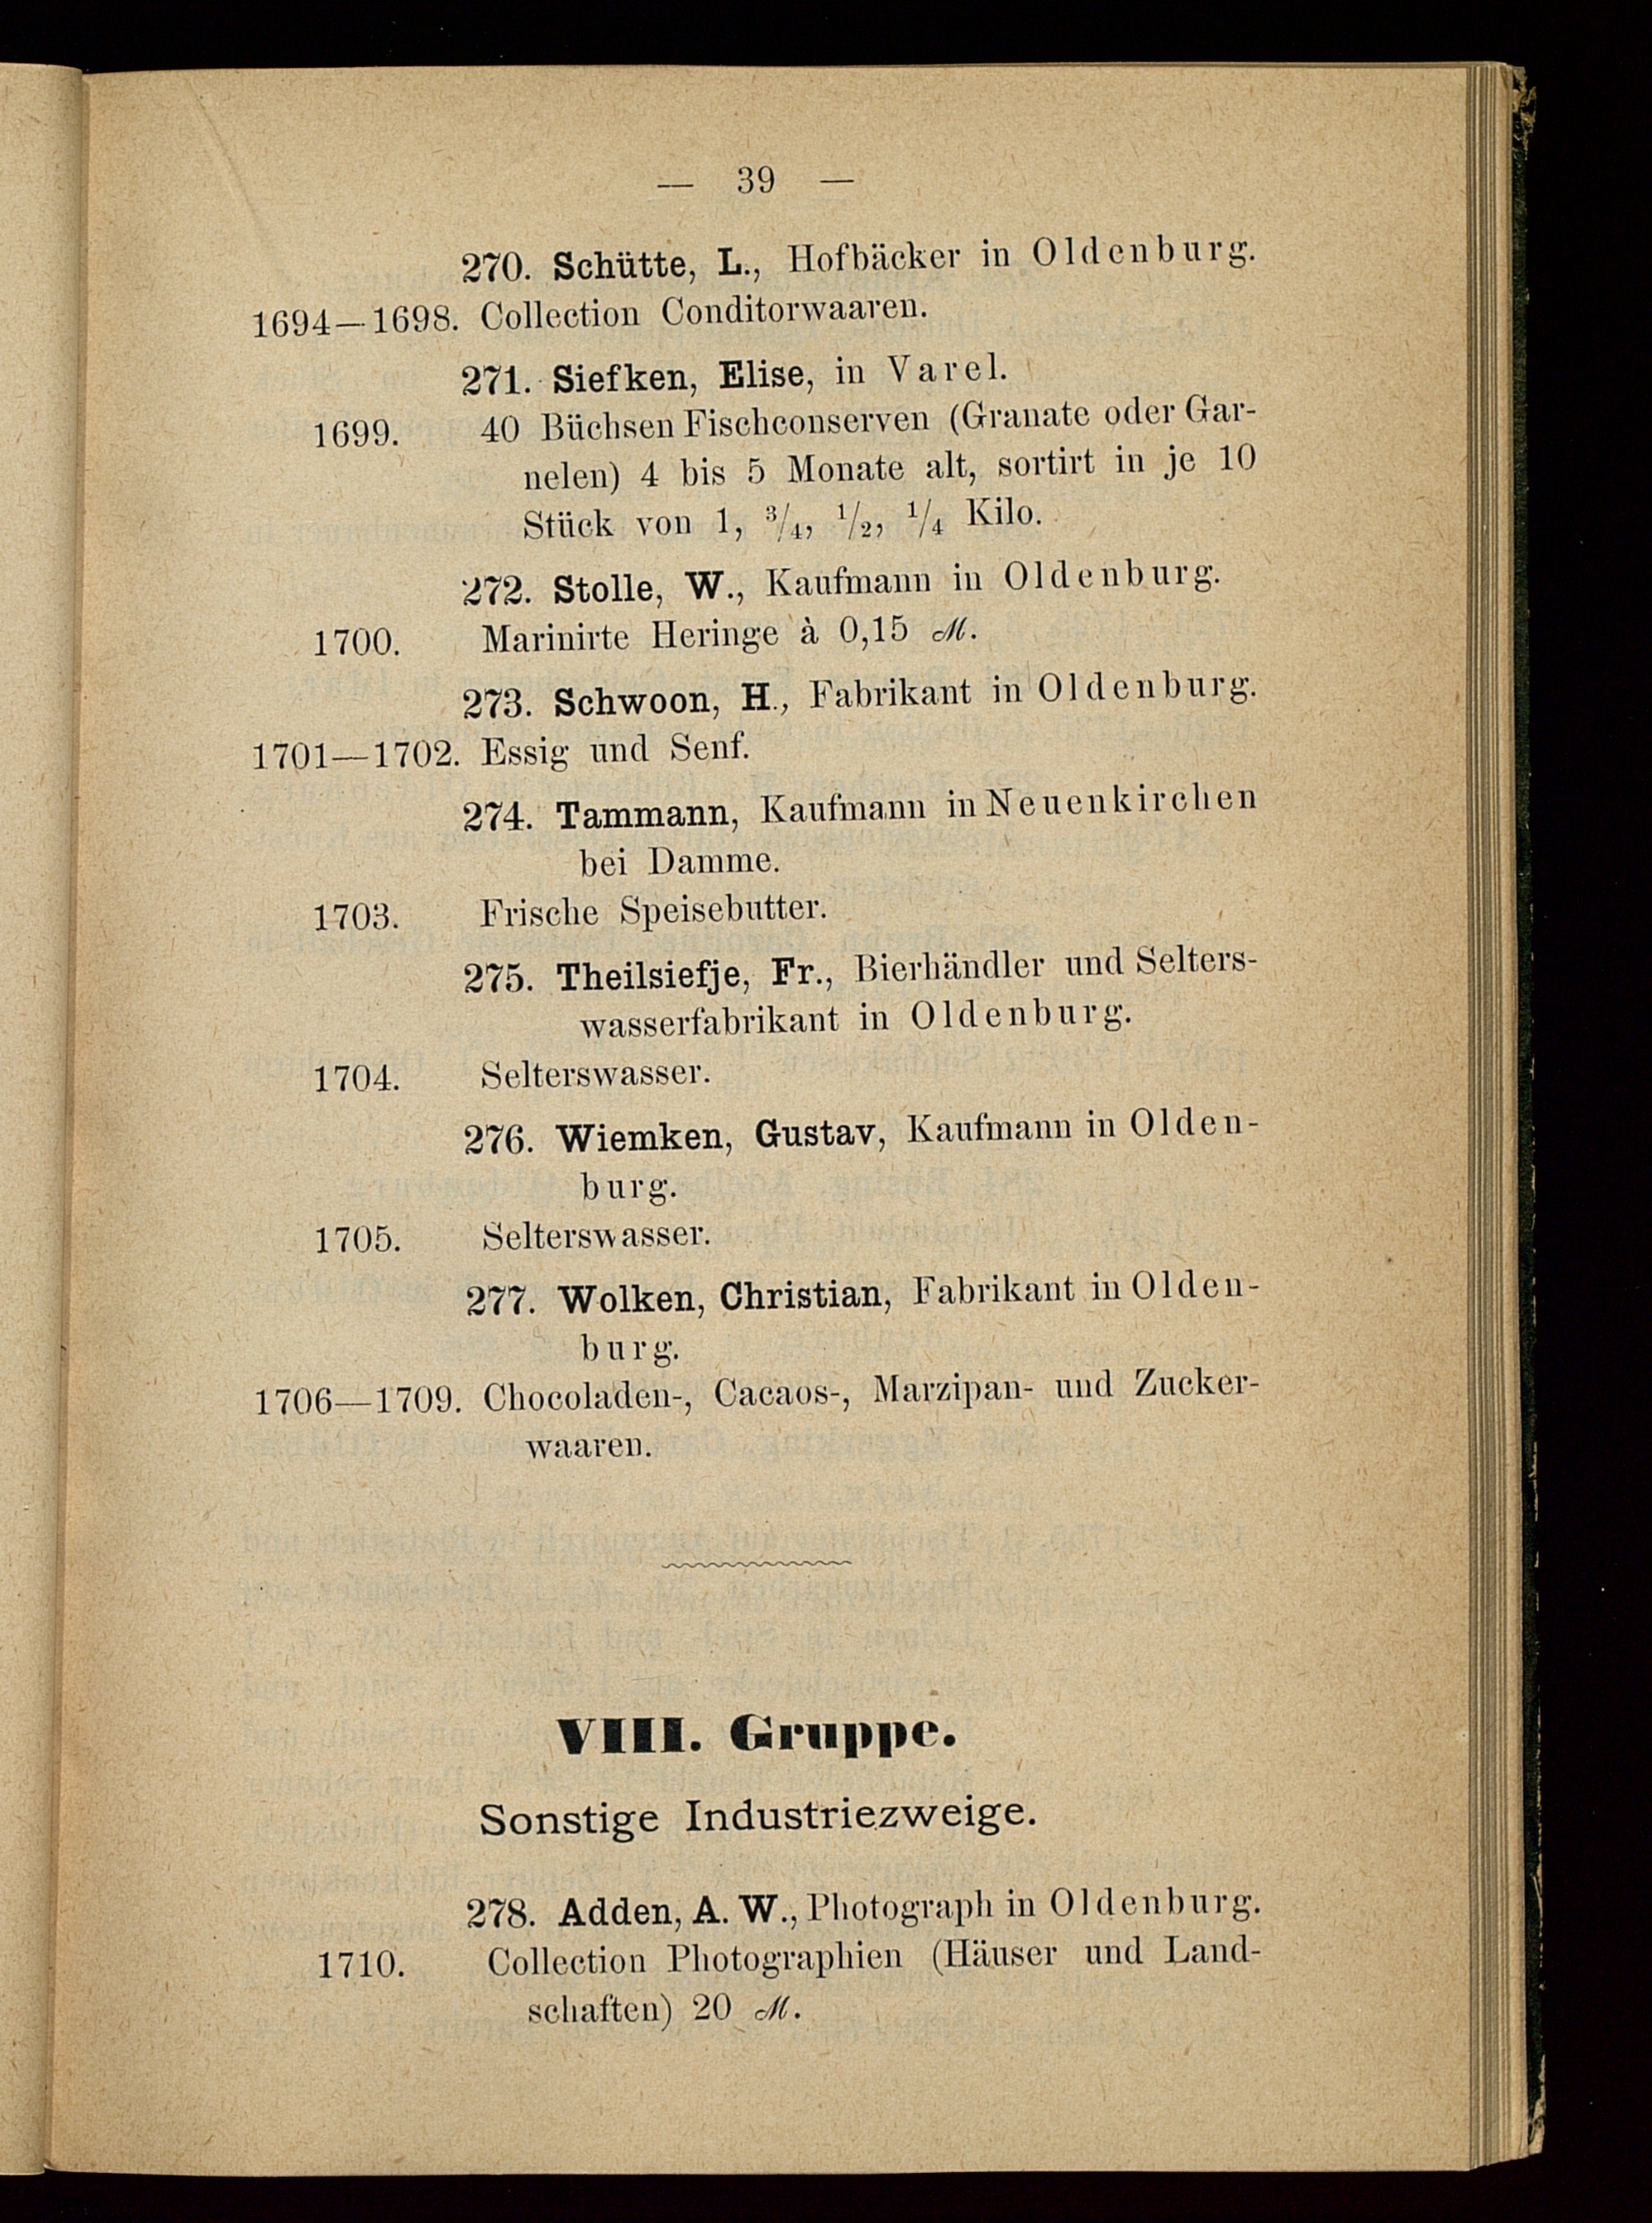 — 39 —
270. Schütte, L., Hofbäcker in Oldenburg.
1694—1698. Collection Conditorwaaren.
271. Siefken, Elise, in Varel.
1699. 40 Büchsen Fischconserven (Granate oder Gar-
nelen) 4 bis 5 Monate alt, sortirt in je 10
Stück von 1, 3/4, 1/2, 1/4 Kilo.
272. Stolle, W., Kaufmann in Oldenburg.
1700. Marinirte Heringe à 0,15 ℳ.
273. Schwoon, H., Fabrikant in Oldenburg.
1701—1702. Essig und Senf.
274. Tammann, Kaufmann in Neuenkirchen
bei Damme.
1703. Frische Speisebutter.
275. Theilsiefje, Fr., Bierhändler und Selters-
wasserfabrikant in Oldenburg.
1704. Selterswasser.
276. Wiemken, Gustav, Kaufmann in Olden-
burg.
1705. Selterswasser.
277. Wolken, Christian, Fabrikant in Olden-
burg.
1706—1709. Chocoladen-, Cacaos-, Marzipan- und Zucker-
waaren.
VIII. Gruppe.
Sonstige Industriezweige.
278. Adden, A. W., Photograph in Oldenburg.
1710. Collection Photographien (Häuser und Land-
schaften) 20 ℳ.